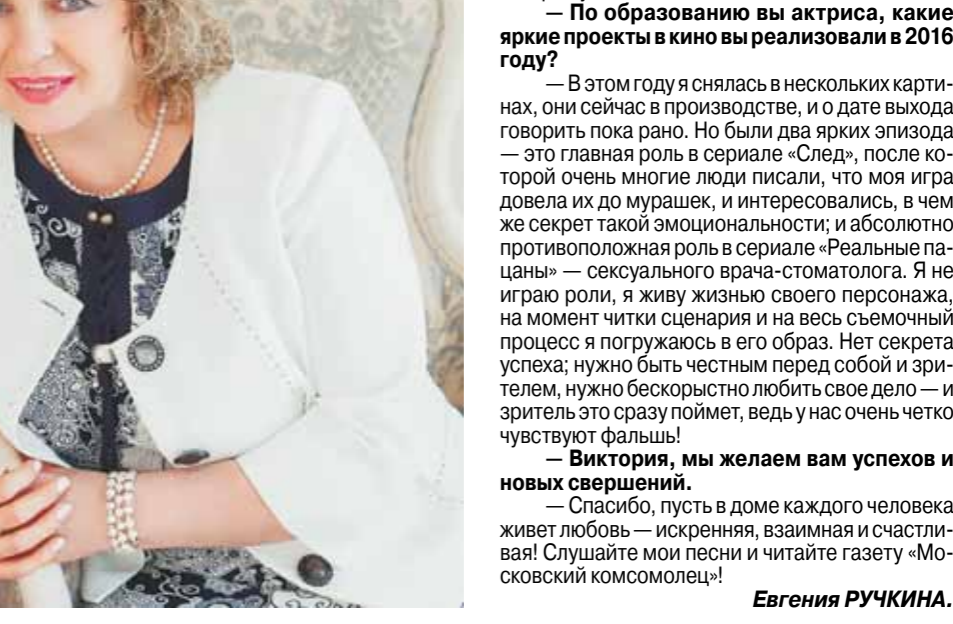 — По образованию вы актриса, какие
яркие проекты в кино вы реализовали в 2016
году?
— В этом году я снялась в нескольких карти-
нах, они сейчас в производстве, и о дате выхода
говорить пока рано. Но были два ярких эпизода
— это главная роль в сериале «След», после ко-
торой очень многие люди писали, что моя игра
довела их до мурашек, и интересовались, в чем
же секрет такой эмоциональности; и абсолютно
противоположная роль в сериале «Реальные па-
цаны» — сексуального врача-стоматолога. Я не
играю роли, я живу жизнью своего персонажа,
на момент читки сценария и на весь съемочный
процесс я погружаюсь в его образ. Нет секрета
успеха; нужно быть честным перед собой и зри-
телем, нужно бескорыстно любить свое дело — и
зритель это сразу поймет, ведь у нас очень четко
чувствуют фальшь!
— Виктория, мы желаем вам успехов и
новых свершений.
— Спасибо, пусть в доме каждого человека
живет любовь — искренняя, взаимная и счастли-
вая! Слушайте мои песни и читайте газету «Мо-
сковский комсомолец»!
Евгения РУЧКИНА.